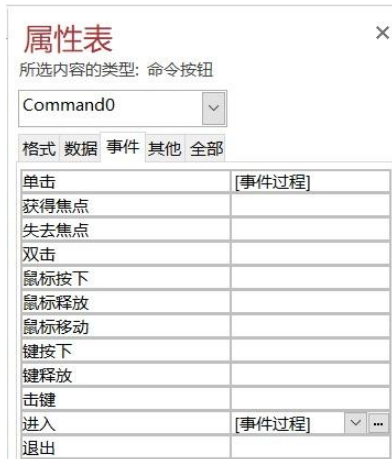 属性表
所选内容的类型: 命令按钮
Command0
格式 数据 事件 其他 全部
单击 [事件过程]
获得焦点
失去焦点
双击
鼠标按下
鼠标释放
鼠标移动
键按下
键释放
击键
进入 [事件过程]
退出